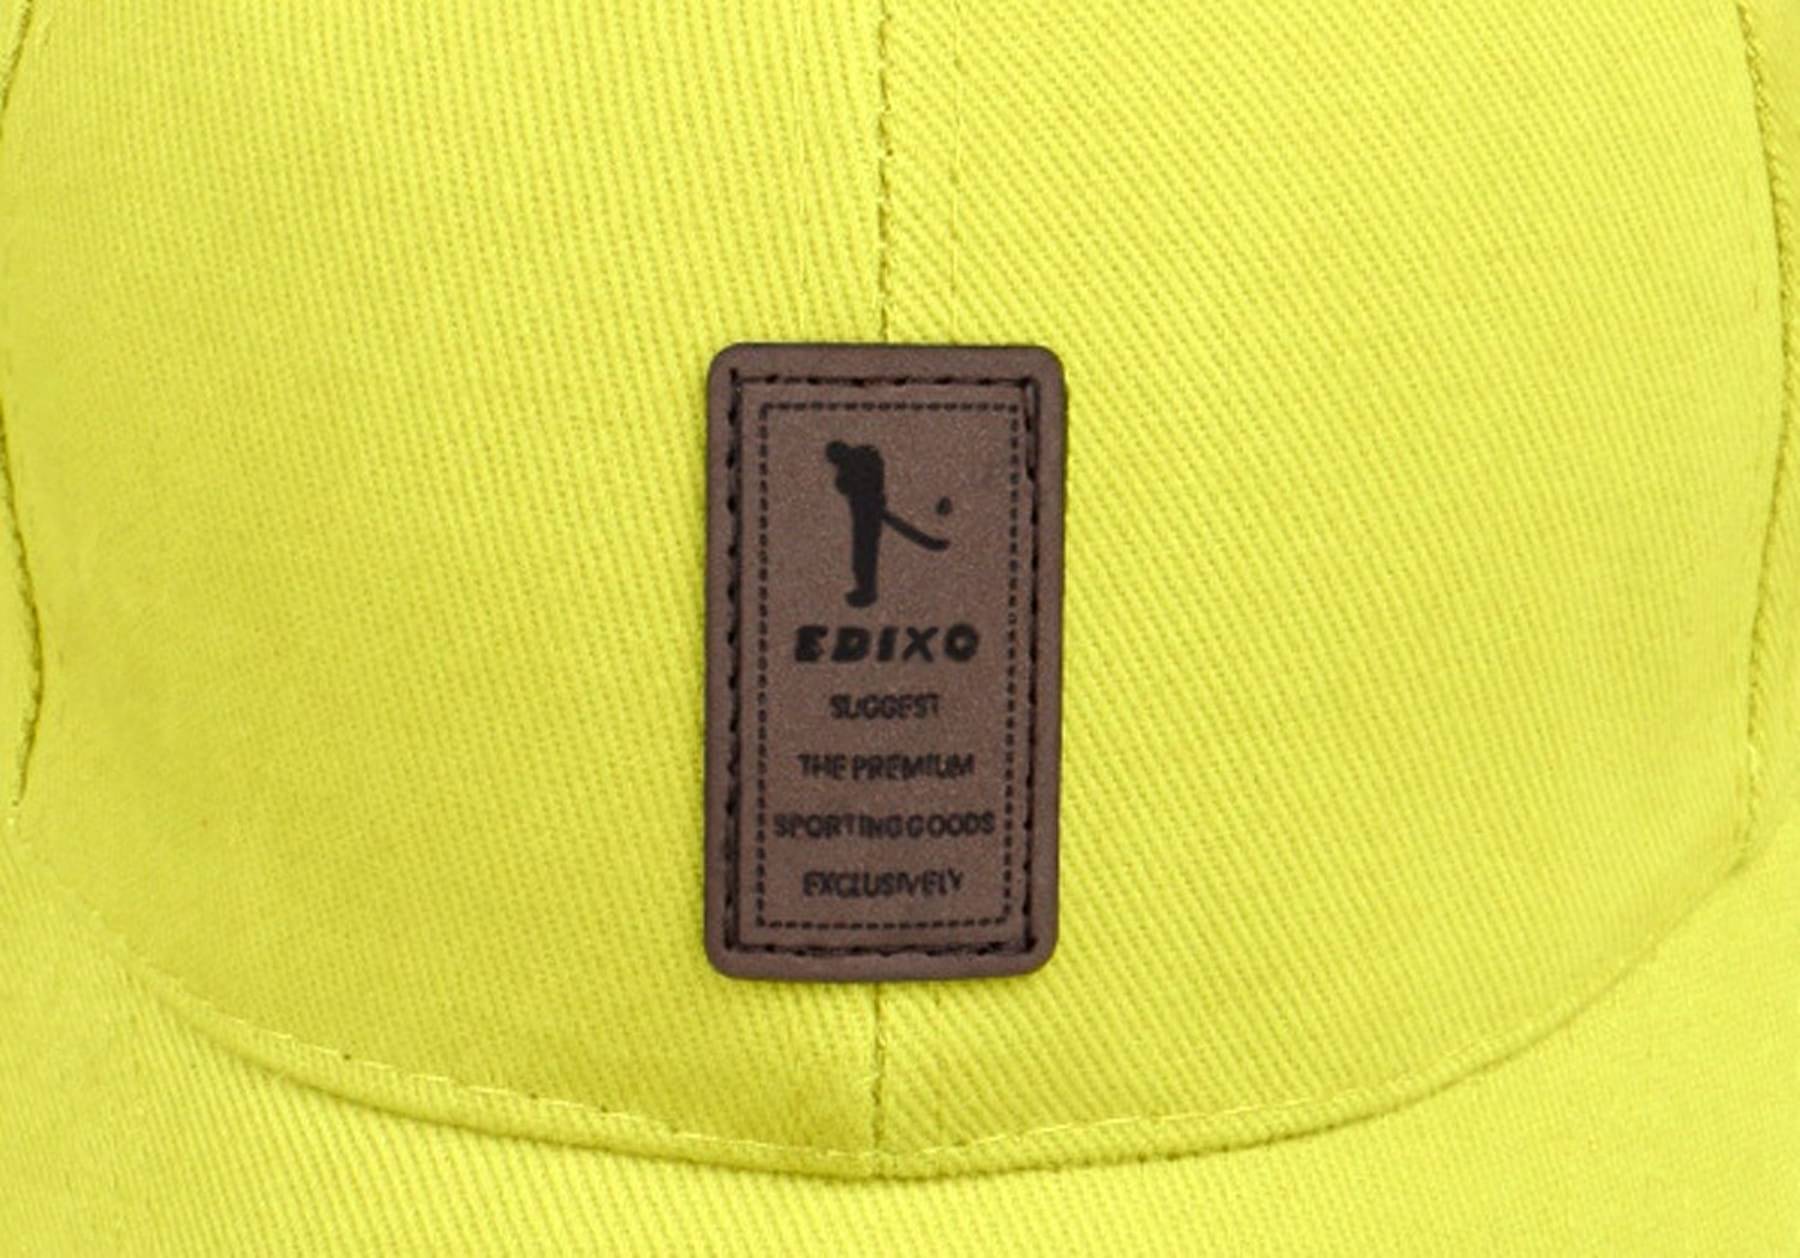 EDIXO
SUGGEST
THE PREMIUM
SPORTING GOODS
EXCLUSIVELY